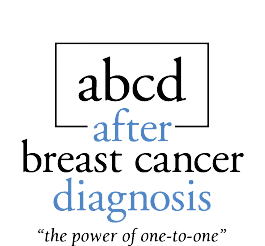 abcd
after
breast cancer
diagnosis
“the power of one-to-one”